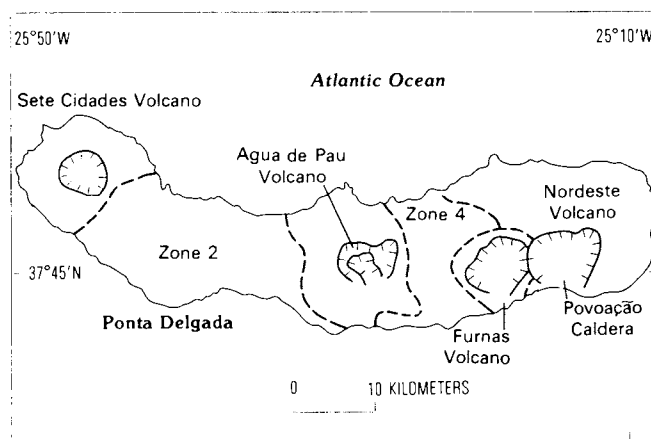 25°50'W
25°10'W
Atlantic Ocean
Sete Cidades Volcano
Agua de Pau
Volcano
Zone 4
Nordeste
Volcano
Zone 2
37°45'N
Ponta Delgada
Furnas
Volcano
Povoação
Caldera
0 10 KILOMETERS